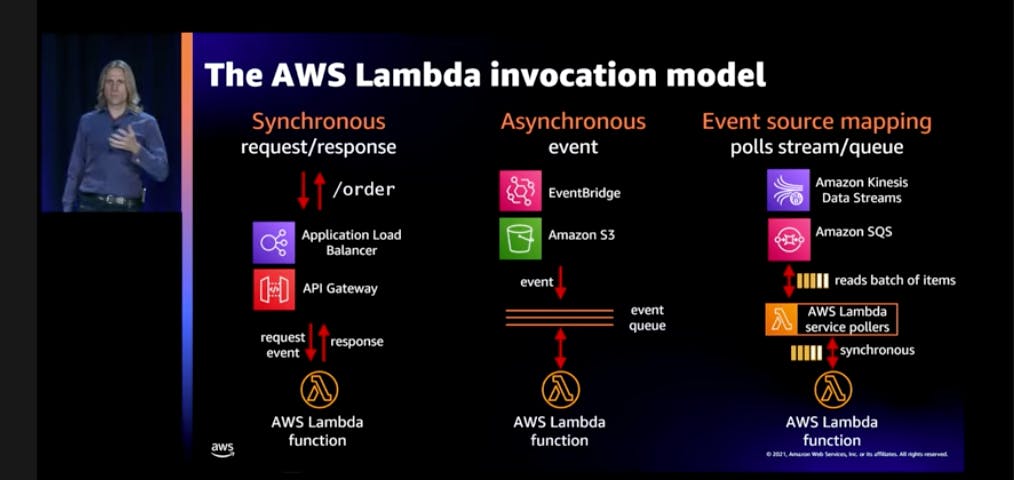 The AWS Lambda invocation model
Synchronous
request/response
/order
Application Load
Balancer
API Gateway
request
event
response
AWS Lambda
function
Asynchronous
event
EventBridge
Amazon S3
event
event
queue
AWS Lambda
function
Event source mapping
polls stream/queue
Amazon Kinesis
Data Streams
Amazon SQS
reads batch of items
AWS Lambda
service pollers
synchronous
AWS Lambda
function
aws
© 2021, Amazon Web Services, Inc. or its affiliates. All rights reserved.